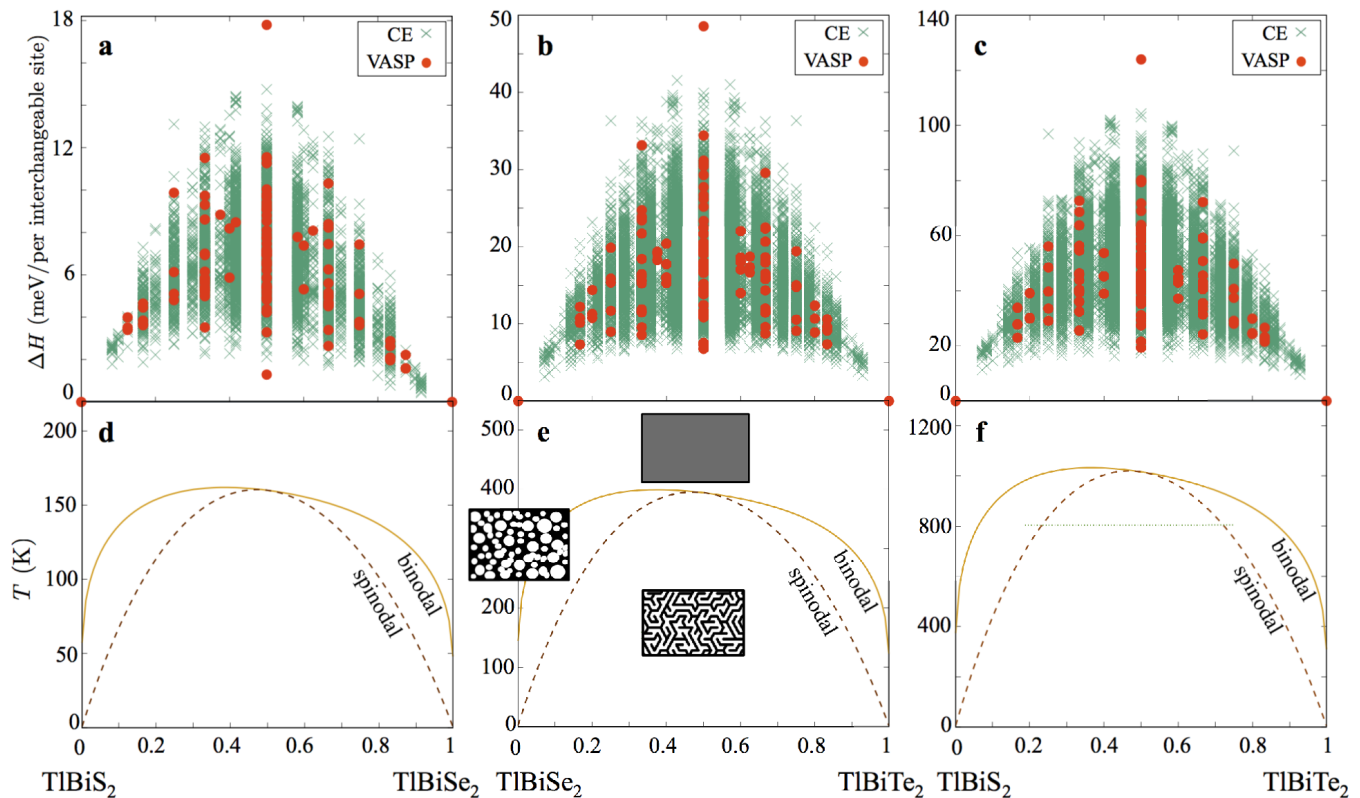 a
CE
VASP
b
CE
VASP
c
CE
VASP
ΔH (meV/per interchangeable site)
18
12
6
0
50
40
30
20
10
0
140
100
60
20
0
d
e
f
T (K)
200
150
100
50
0
500
400
300
200
100
0
1200
800
400
0
binodal
spinodal
binodal
spinodal
binodal
spinodal
0 0.2 0.4 0.6 0.8 1
0 0.2 0.4 0.6 0.8 1
0 0.2 0.4 0.6 0.8 1
TlBiS₂ TlBiSe₂
TlBiSe₂ TlBiTe₂
TlBiS₂ TlBiTe₂